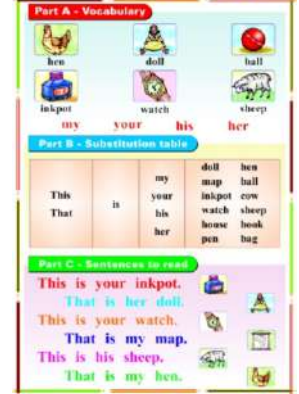 Part A - Vocabulary
hen doll ball
inkpot watch sheep
my your his her
Part B - Substitution table
This
That
is
my
your
his
her
doll hen
map ball
inkpot cow
watch sheep
house book
pen bag
Part C - Sentences to read
This is your inkpot.
That is her doll.
This is your watch.
That is my map.
This is his sheep.
That is my hen.